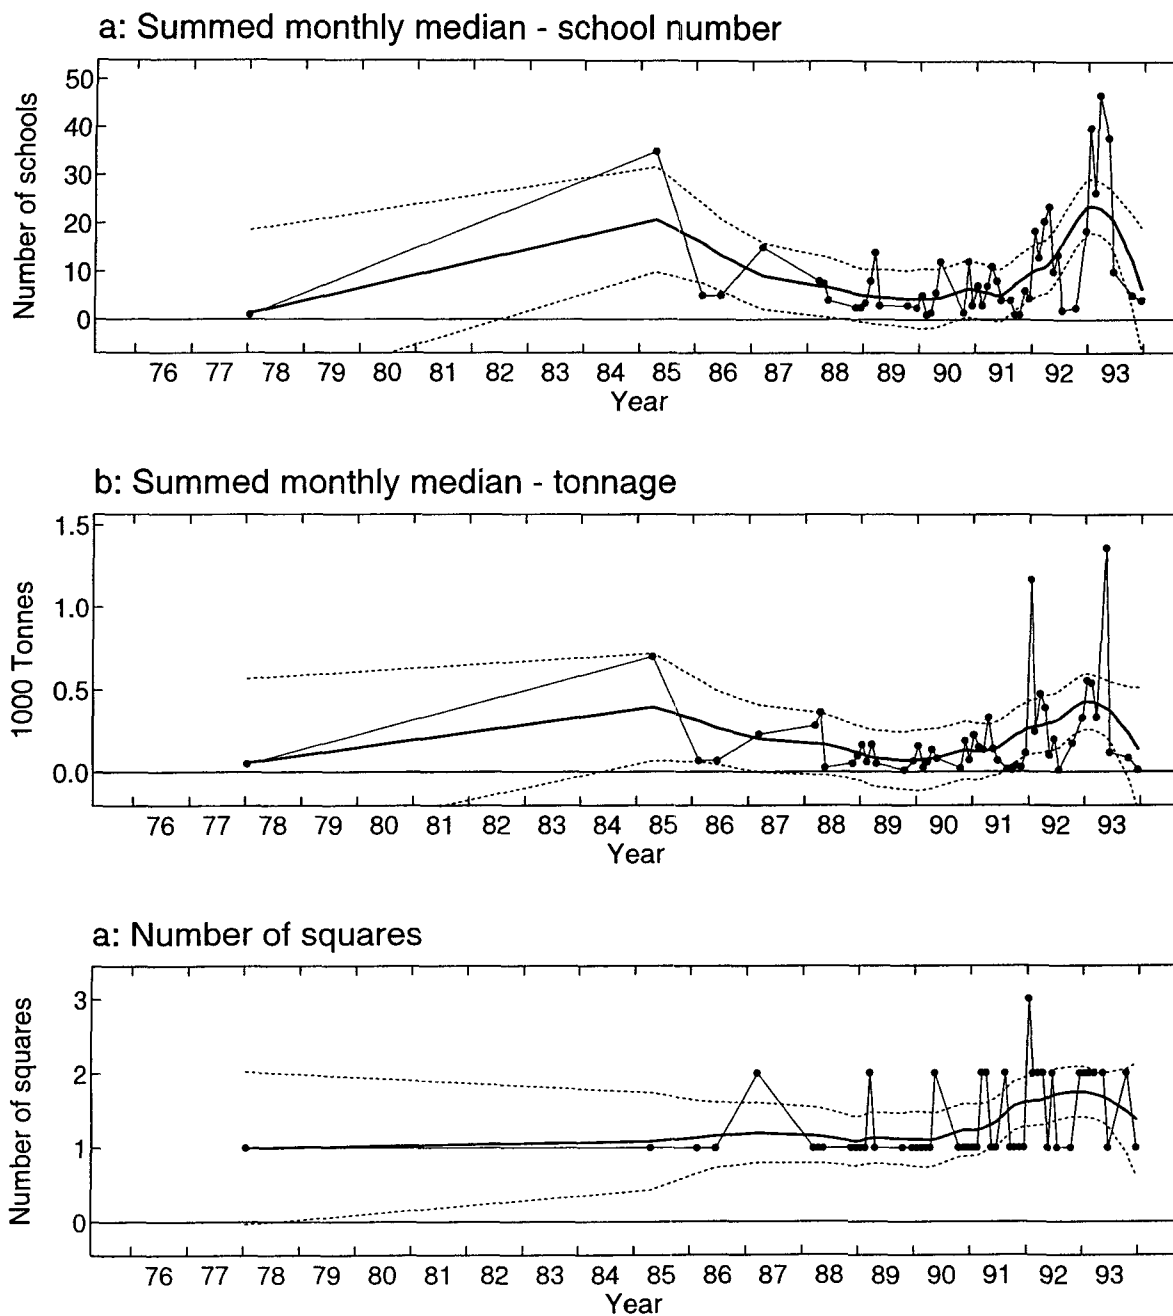 a: Summed monthly median - school number
50
40
30
20
10
0
Number of schools
76 77 78 79 80 81 82 83 84 85 86 87 88 89 90 91 92 93
Year
b: Summed monthly median - tonnage
1.5
1.0
0.5
0.0
1000 Tonnes
76 77 78 79 80 81 82 83 84 85 86 87 88 89 90 91 92 93
Year
a: Number of squares
3
2
1
0
Number of squares
76 77 78 79 80 81 82 83 84 85 86 87 88 89 90 91 92 93
Year